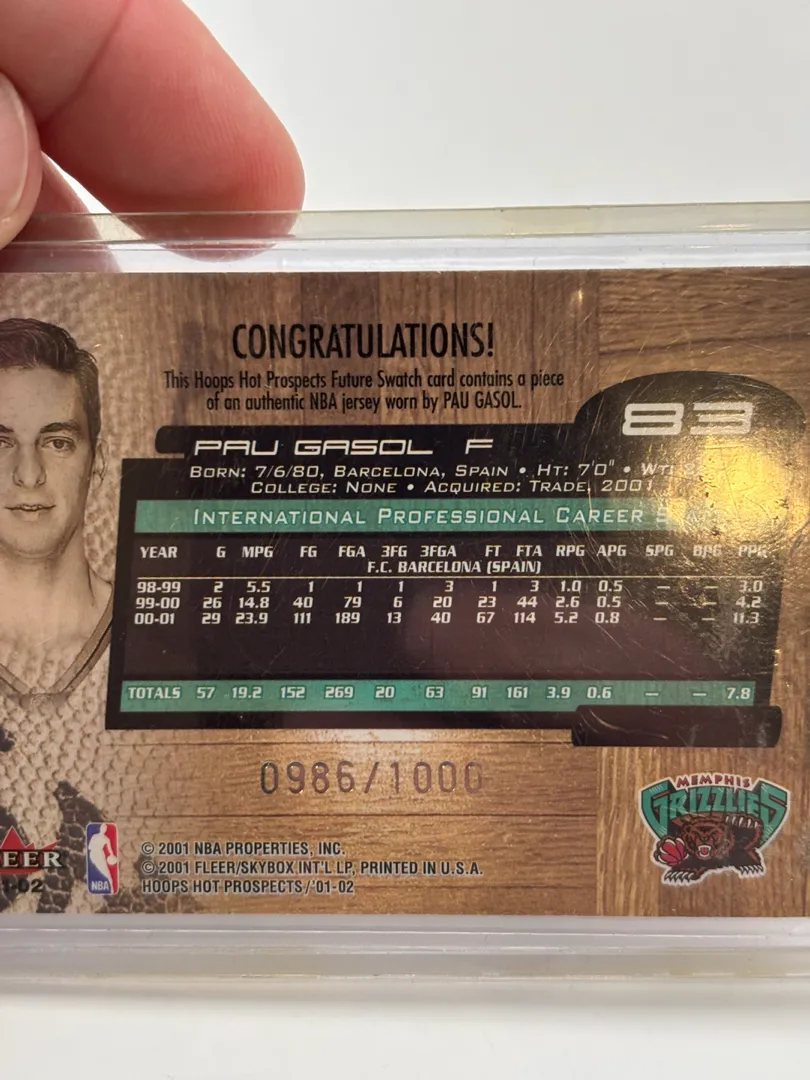 CONGRATULATIONS!
This Hoops Hot Prospects Future Swatch card contains a piece
of an authentic NBA jersey worn by PAU GASOL.
83
PAU GASOL F
BORN: 7/6/80, BARCELONA, SPAIN • HT: 7'0" • WT:
COLLEGE: NONE • ACQUIRED: TRADE, 2001
INTERNATIONAL PROFESSIONAL CAREER
YEAR G MPG FG FGA 3FG 3FGA FT FTA RPG APG SPG BPG PPG
F.C. BARCELONA (SPAIN)
98-99 2 5.5 1 1 1 3 1 3 1.0 0.5 — — 3.0
99-00 26 14.8 40 79 6 20 23 44 2.6 0.5 — — 4.2
00-01 29 23.9 111 189 13 40 67 114 5.2 0.8 — — 11.3
TOTALS 57 19.2 152 269 20 63 91 161 3.9 0.6 — — 7.8
0986/1000
MEMPHIS
GRIZZLIES
EER
-02
NBA
© 2001 NBA PROPERTIES, INC.
© 2001 FLEER/SKYBOX INT'L LP, PRINTED IN U.S.A.
HOOPS HOT PROSPECTS/'01-02